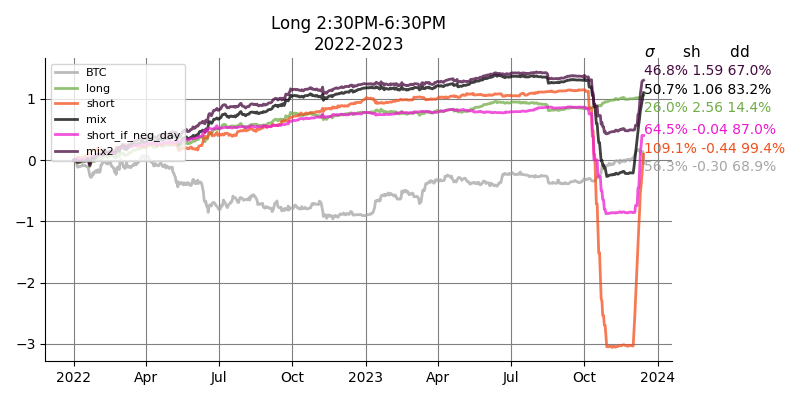 Long 2:30PM-6:30PM
2022-2023
σ sh dd
46.8% 1.59 67.0%
50.7% 1.06 83.2%
26.0% 2.56 14.4%
64.5% -0.04 87.0%
109.1% -0.44 99.4%
56.3% -0.30 68.9%
BTC
long
short
mix
short_if_neg_day
mix2
1
0
−1
−2
−3
2022 Apr Jul Oct 2023 Apr Jul Oct 2024